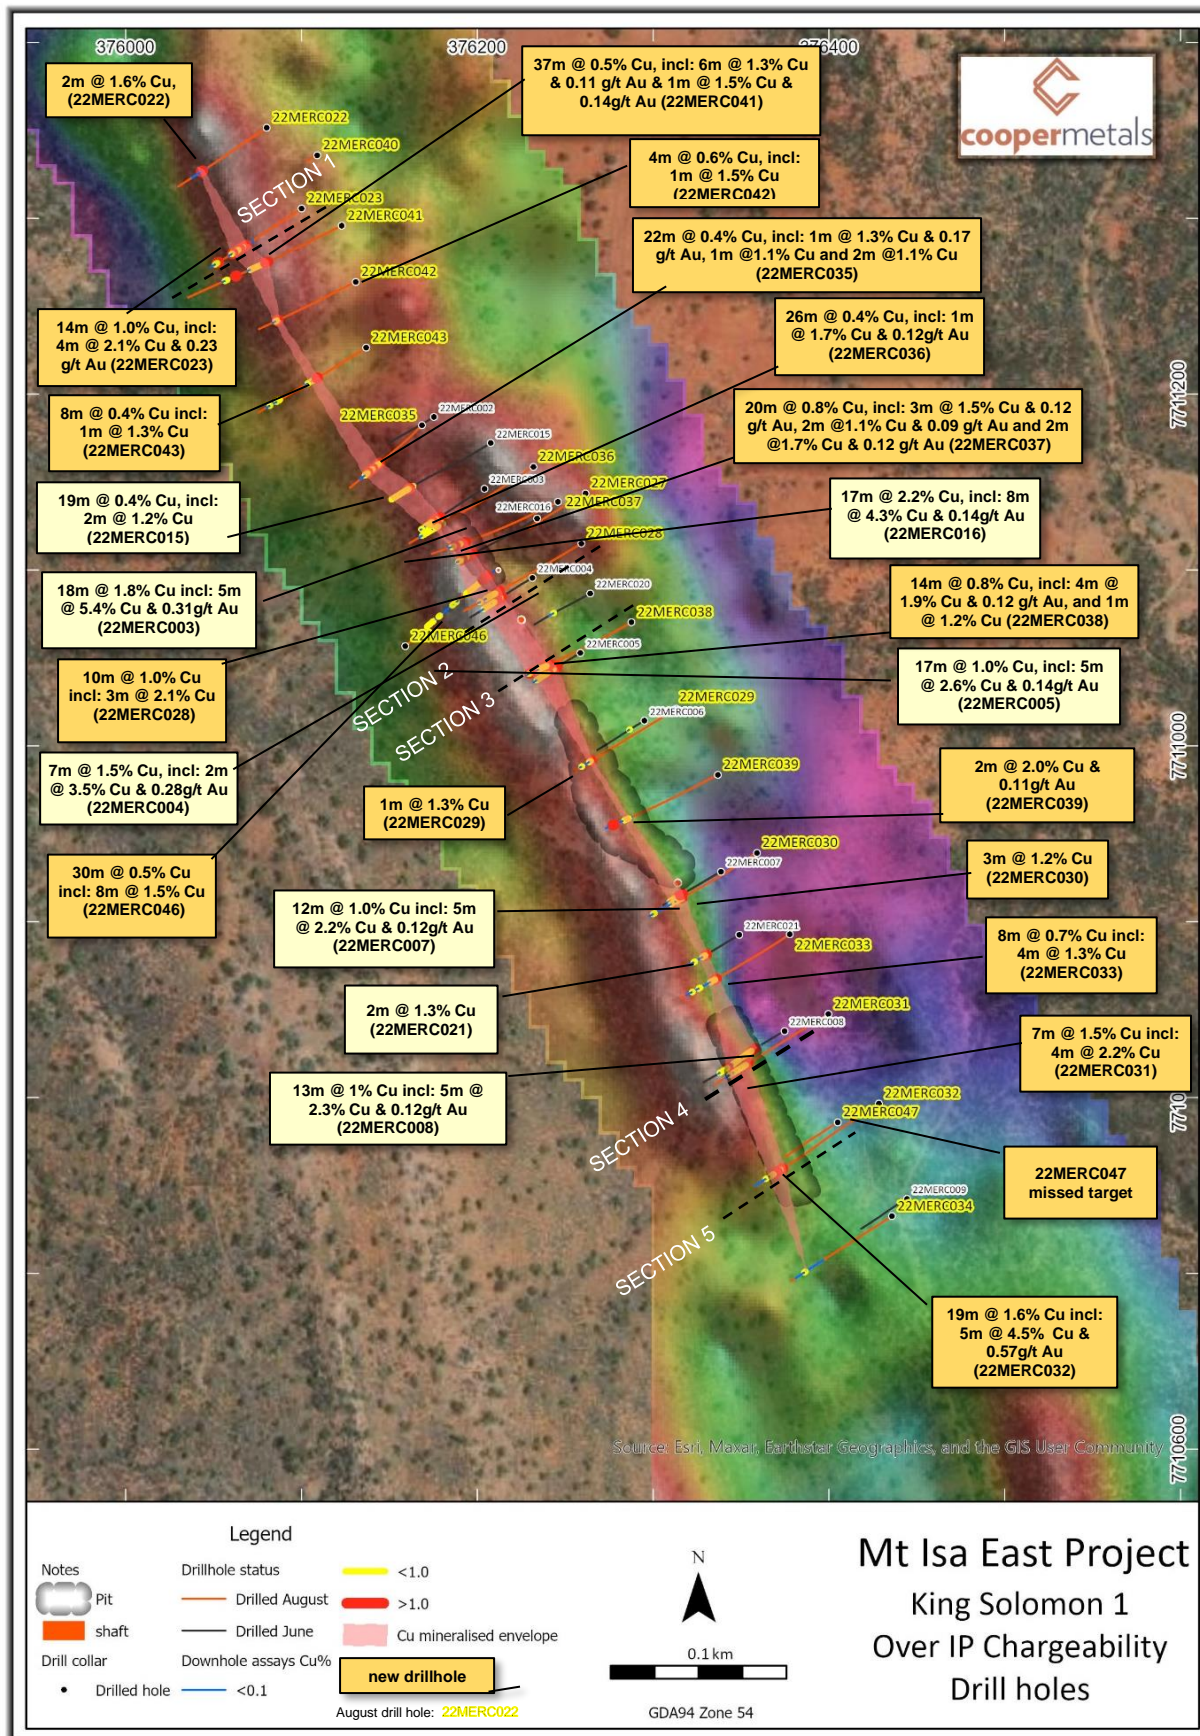 376000
376200
376400
coopermetals
2m @ 1.6% Cu,
(22MERC022)
37m @ 0.5% Cu, incl: 6m @ 1.3% Cu
& 0.11 g/t Au & 1m @ 1.5% Cu &
0.14g/t Au (22MERC041)
4m @ 0.6% Cu, incl:
1m @ 1.5% Cu
(22MERC042)
22m @ 0.4% Cu, incl: 1m @ 1.3% Cu & 0.17
g/t Au, 1m @1.1% Cu and 2m @1.1% Cu
(22MERC035)
26m @ 0.4% Cu, incl: 1m
@ 1.7% Cu & 0.12g/t Au
(22MERC036)
20m @ 0.8% Cu, incl: 3m @ 1.5% Cu & 0.12
g/t Au, 2m @1.1% Cu & 0.09 g/t Au and 2m
@1.7% Cu & 0.12 g/t Au (22MERC037)
17m @ 2.2% Cu, incl: 8m
@ 4.3% Cu & 0.14g/t Au
(22MERC016)
14m @ 0.8% Cu, incl: 4m @
1.9% Cu & 0.12 g/t Au, and 1m
@ 1.2% Cu (22MERC038)
17m @ 1.0% Cu, incl: 5m
@ 2.6% Cu & 0.14g/t Au
(22MERC005)
2m @ 2.0% Cu &
0.11g/t Au
(22MERC039)
3m @ 1.2% Cu
(22MERC030)
8m @ 0.7% Cu incl:
4m @ 1.3% Cu
(22MERC033)
7m @ 1.5% Cu incl:
4m @ 2.2% Cu
(22MERC031)
22MERC047
missed target
19m @ 1.6% Cu incl:
5m @ 4.5% Cu &
0.57g/t Au
(22MERC032)
14m @ 1.0% Cu, incl:
4m @ 2.1% Cu & 0.23
g/t Au (22MERC023)
8m @ 0.4% Cu incl:
1m @ 1.3% Cu
(22MERC043)
19m @ 0.4% Cu, incl:
2m @ 1.2% Cu
(22MERC015)
18m @ 1.8% Cu incl: 5m
@ 5.4% Cu & 0.31g/t Au
(22MERC003)
10m @ 1.0% Cu
incl: 3m @ 2.1% Cu
(22MERC028)
7m @ 1.5% Cu, incl: 2m
@ 3.5% Cu & 0.28g/t Au
(22MERC004)
30m @ 0.5% Cu
incl: 8m @ 1.5% Cu
(22MERC046)
1m @ 1.3% Cu
(22MERC029)
12m @ 1.0% Cu incl: 5m
@ 2.2% Cu & 0.12g/t Au
(22MERC007)
2m @ 1.3% Cu
(22MERC021)
13m @ 1% Cu incl: 5m @
2.3% Cu & 0.12g/t Au
(22MERC008)
22MERC022
22MERC040
SECTION 1
22MERC023
22MERC041
22MERC042
22MERC043
22MERC002
22MERC035
22MERC015
22MERC036
22MERC003
22MERC027
22MERC037
22MERC016
22MERC028
22MERC004
22MERC020
22MERC038
22MERC046
22MERC005
SECTION 2
SECTION 3
22MERC029
22MERC006
22MERC039
22MERC030
22MERC007
22MERC021
22MERC033
22MERC031
22MERC008
SECTION 4
22MERC032
22MERC047
22MERC009
22MERC034
SECTION 5
7711200
7711000
7710
7710600
Source: Esri, Maxar, Earthstar Geographics, and the GIS User Community
Legend
Notes
Pit
shaft
Drill collar
Drilled hole
Drillhole status
Drilled August
Drilled June
Downhole assays Cu%
<0.1
<1.0
>1.0
Cu mineralised envelope
new drillhole
August drill hole: 22MERC022
N
0.1 km
GDA94 Zone 54
Mt Isa East Project
King Solomon 1
Over IP Chargeability
Drill holes